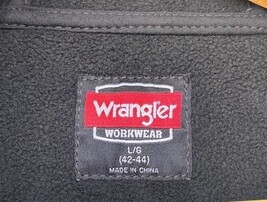 Wrangler
WORKWEAR
L/G
(42-44)
MADE IN CHINA